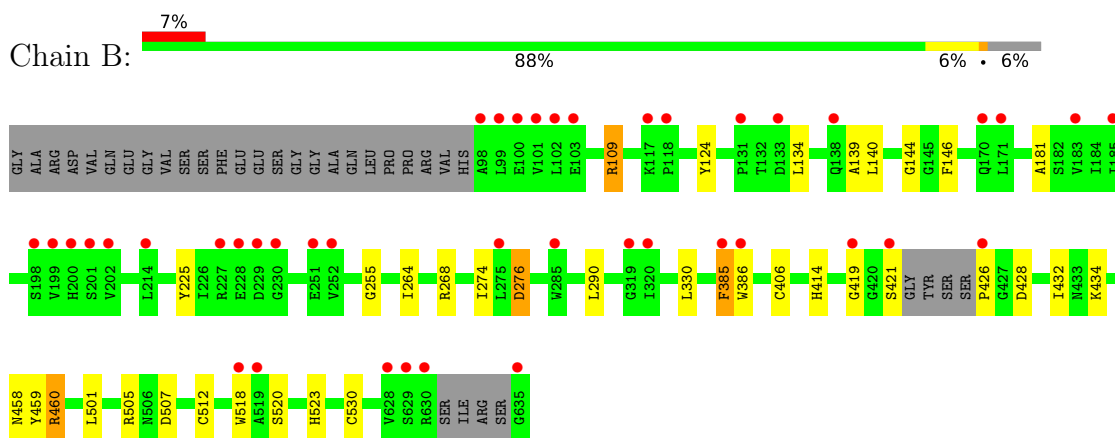 7%
Chain B:
88% 6% • 6%
GLY ALA ARG ASP VAL GLN GLU GLY VAL SER SER PHE GLU GLU SER GLY GLY ALA GLN LEU PRO PRO ARG VAL HIS A98 L99 E100 V101 L102 E103 R109 K117 P118 Y124 P131 T132 D133 L134 Q138 A139 L140 G144 G145 F146 Q170 L171 A181 S182 V183 I184
S198 V199 H200 S201 V202 L214 Y225 I226 R227 E228 D229 G230 E251 V252 G255 I264 R268 I274 L275 D276 W285 L290 G319 I320 L330 F385 W386 C406 H414 G419 G420 S421 GLY TYR SER SER P426 G427 D428 I432 N433 K434
N458 Y459 R460 L501 R505 N506 D507 C512 W518 A519 S520 H523 C530 V628 S629 R630 SER ILE ARG SER G635